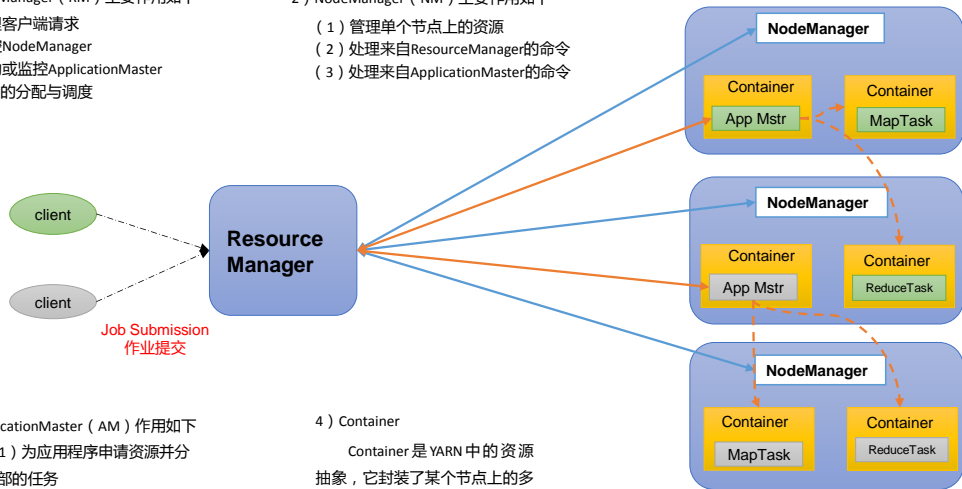 Manager（RM）主要作用如下
客户端请求
NodeManager
或监控ApplicationMaster
的分配与调度
2）NodeManager（NM）主要作用如下
（1）管理单个节点上的资源
（2）处理来自ResourceManager的命令
（3）处理来自ApplicationMaster的命令
client
client
Job Submission
作业提交
Resource
Manager
NodeManager
Container
App Mstr
Container
MapTask
NodeManager
Container
App Mstr
Container
ReduceTask
NodeManager
Container
MapTask
Container
ReduceTask
cationMaster（AM）作用如下
1）为应用程序申请资源并分
部的任务
4）Container
Container是YARN中的资源
抽象，它封装了某个节点上的多